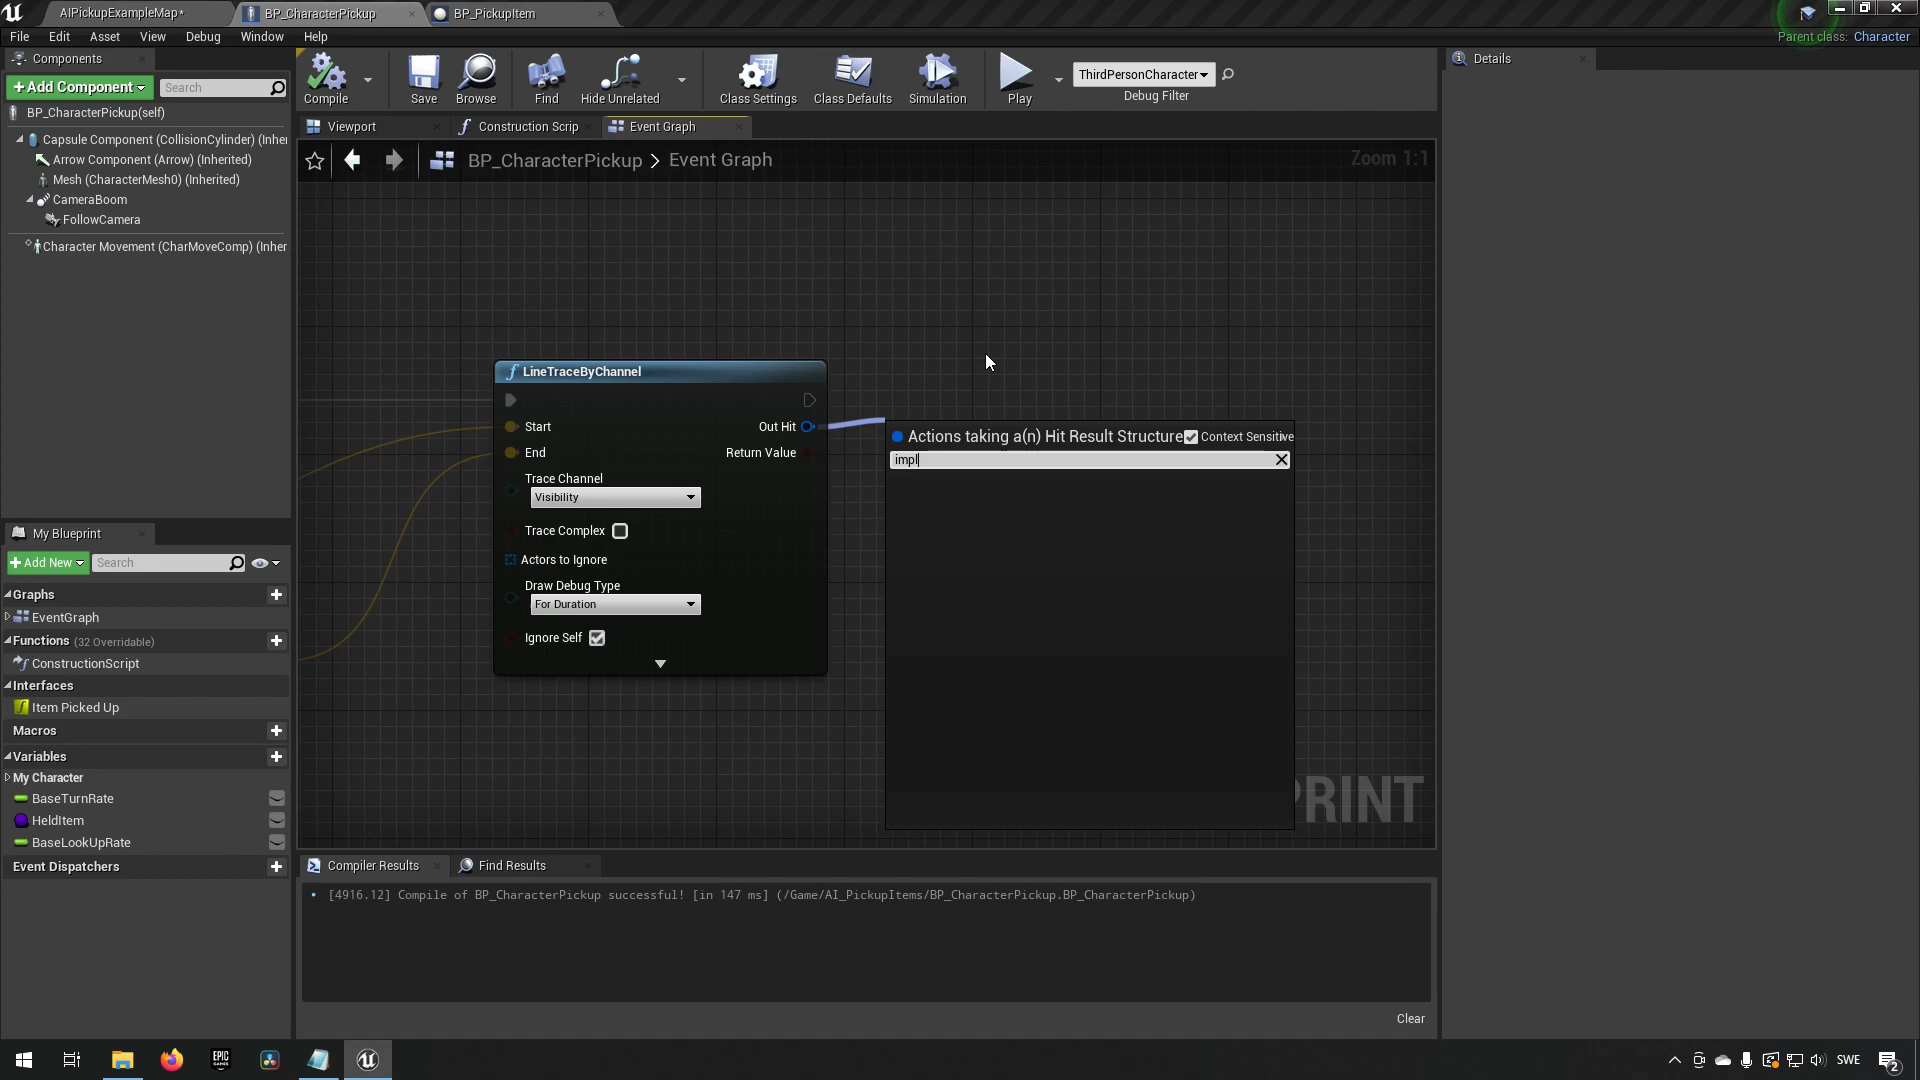 AIPickupExampleMap*
BP_CharacterPickup
BP_PickupItem
File Edit Asset View Debug Window Help
Parent class: Character
Components
+Add Component
Search
BP_CharacterPickup(self)
Capsule Component (CollisionCylinder) (Inher
Arrow Component (Arrow) (Inherited)
Mesh (CharacterMesh0) (Inherited)
CameraBoom
FollowCamera
Character Movement (CharMoveComp) (Inher
Compile
Save
Browse
Find
Hide Unrelated
Class Settings
Class Defaults
Simulation
Play
ThirdPersonCharacter
Debug Filter
Details
Viewport
Construction Scrip
Event Graph
BP_CharacterPickup > Event Graph
Zoom 1:1
LineTraceByChannel
Start
Out Hit
End
Return Value
Trace Channel
Visibility
Trace Complex
Actors to Ignore
Draw Debug Type
For Duration
Ignore Self
Actions taking a(n) Hit Result Structure
Context Sensitive
impl
PRINT
My Blueprint
+Add New
Search
Graphs
EventGraph
Functions (32 Overridable)
ConstructionScript
Interfaces
Item Picked Up
Macros
Variables
My Character
BaseTurnRate
HeldItem
BaseLookUpRate
Event Dispatchers
Compiler Results
Find Results
[4916.12] Compile of BP_CharacterPickup successful! [in 147 ms] (/Game/AI_PickupItems/BP_CharacterPickup.BP_CharacterPickup)
Clear
EPIC
GAMES
SWE
2